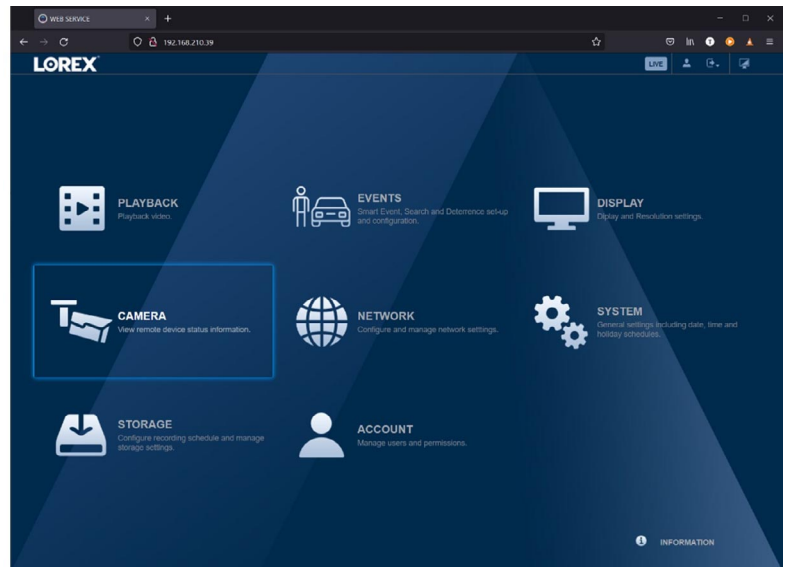 WEB SERVICE
192.168.210.39
LOREX
LIVE
PLAYBACK
Playback video.
EVENTS
Smart Event, Search and Deterrence set-up
and configuration.
DISPLAY
Diplay and Resolution settings.
CAMERA
View remote device status information.
NETWORK
Configure and manage network settings.
SYSTEM
General settings including date, time and
holiday schedules.
STORAGE
Configure recording schedule and manage
storage settings.
ACCOUNT
Manage users and permissions.
INFORMATION